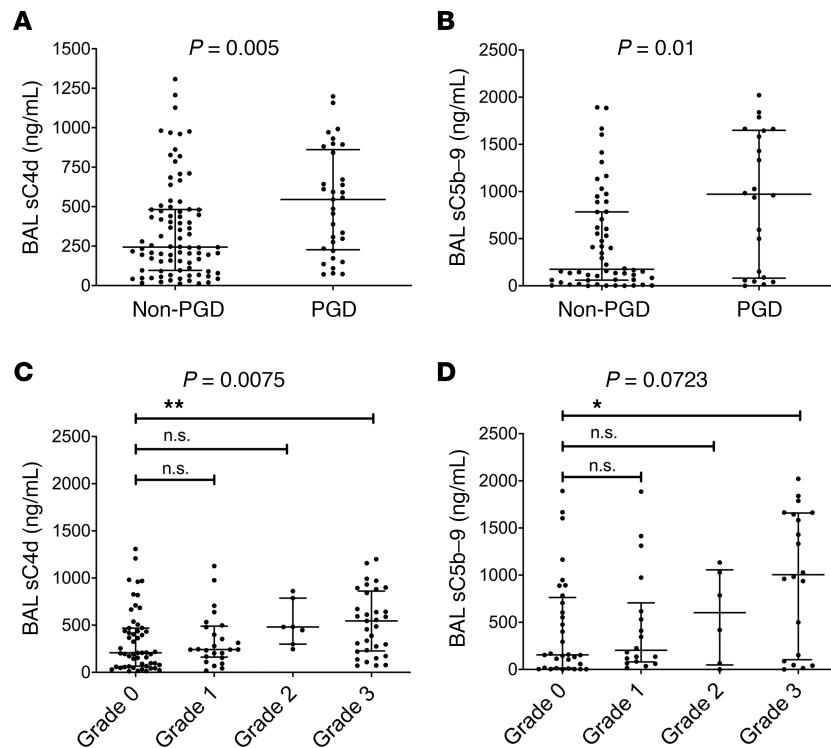 A
P = 0.005
BAL sC4d (ng/mL)
1500
1250
1000
750
500
250
0
Non-PGD
PGD
B
P = 0.01
BAL sC5b–9 (ng/mL)
2500
2000
1500
1000
500
0
Non-PGD
PGD
C
P = 0.0075
**
n.s.
n.s.
BAL sC4d (ng/mL)
2500
2000
1500
1000
500
0
Grade 0
Grade 1
Grade 2
Grade 3
D
P = 0.0723
*
n.s.
n.s.
BAL sC5b–9 (ng/mL)
2500
2000
1500
1000
500
0
Grade 0
Grade 1
Grade 2
Grade 3